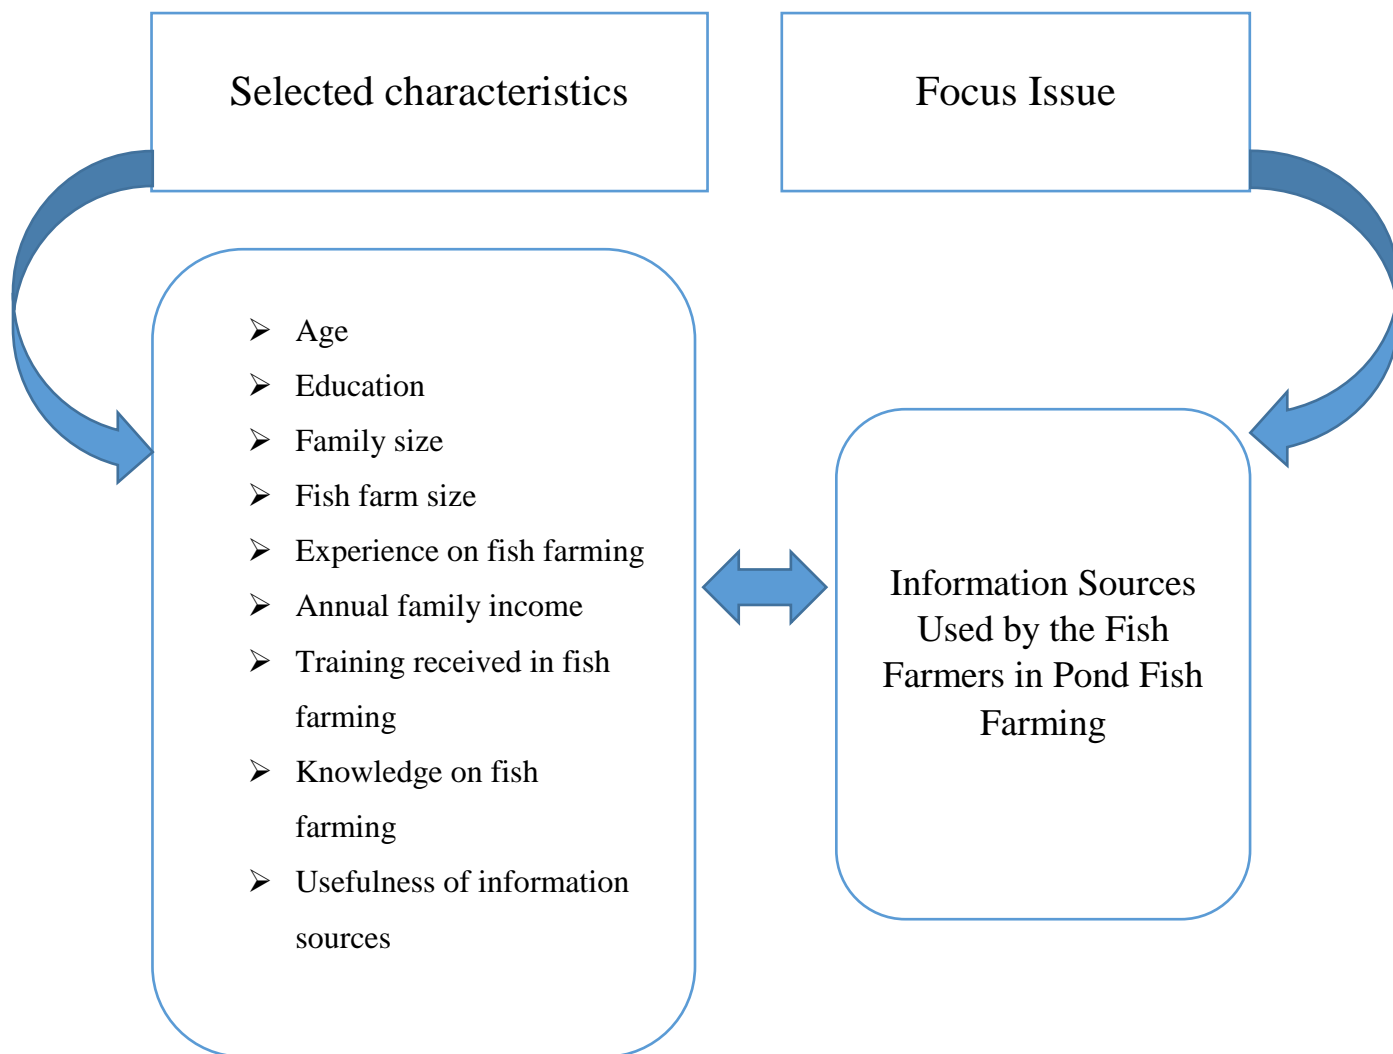 Selected characteristics
Focus Issue
➢ Age
➢ Education
➢ Family size
➢ Fish farm size
➢ Experience on fish farming
➢ Annual family income
➢ Training received in fish
farming
➢ Knowledge on fish
farming
➢ Usefulness of information
sources
Information Sources
Used by the Fish
Farmers in Pond Fish
Farming